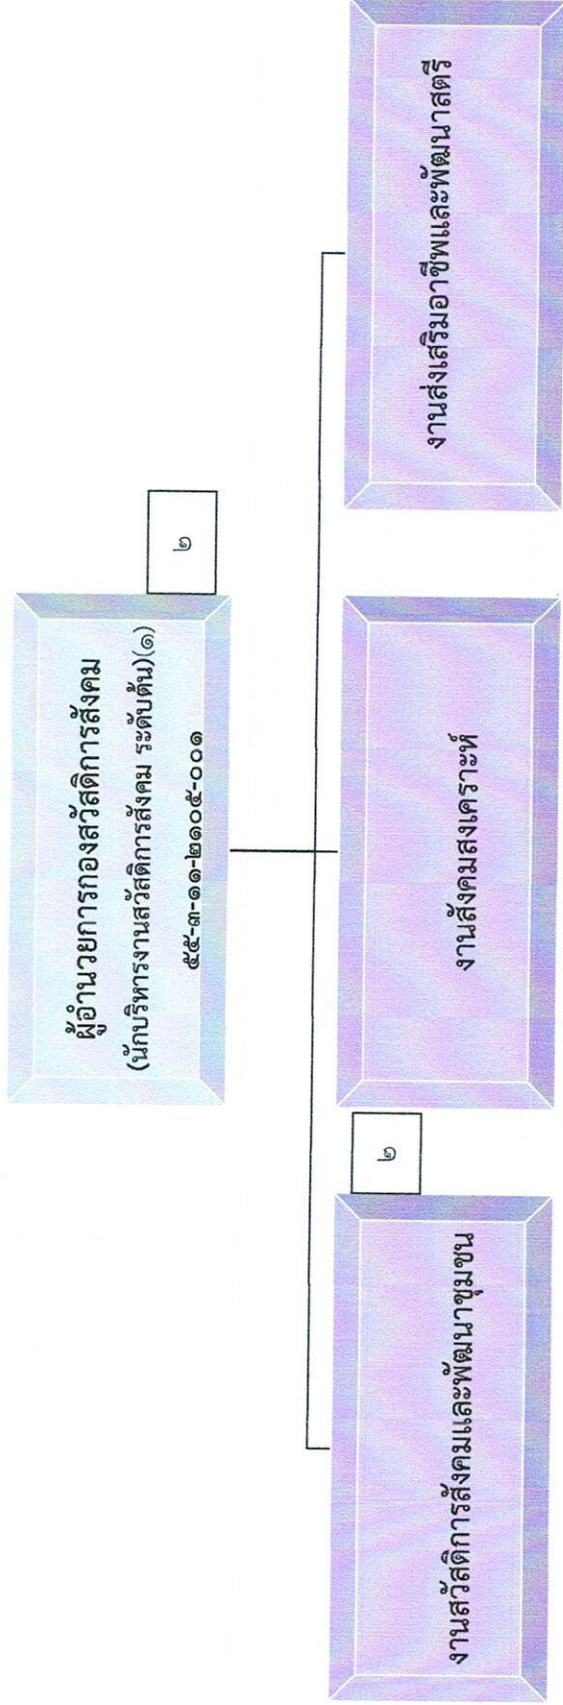 ผู้อำนวยการกองสวัสดิการสังคม
(นักบริหารงานสวัสดิการสังคม ระดับต้น)(๑)
๕๕-๓-๑๑-๒๑๐๕-๐๐๑
๒
งานสวัสดิการสังคมและพัฒนาชุมชน
๒
งานสังคมสงเคราะห์
งานส่งเสริมอาชีพและพัฒนาสตรี